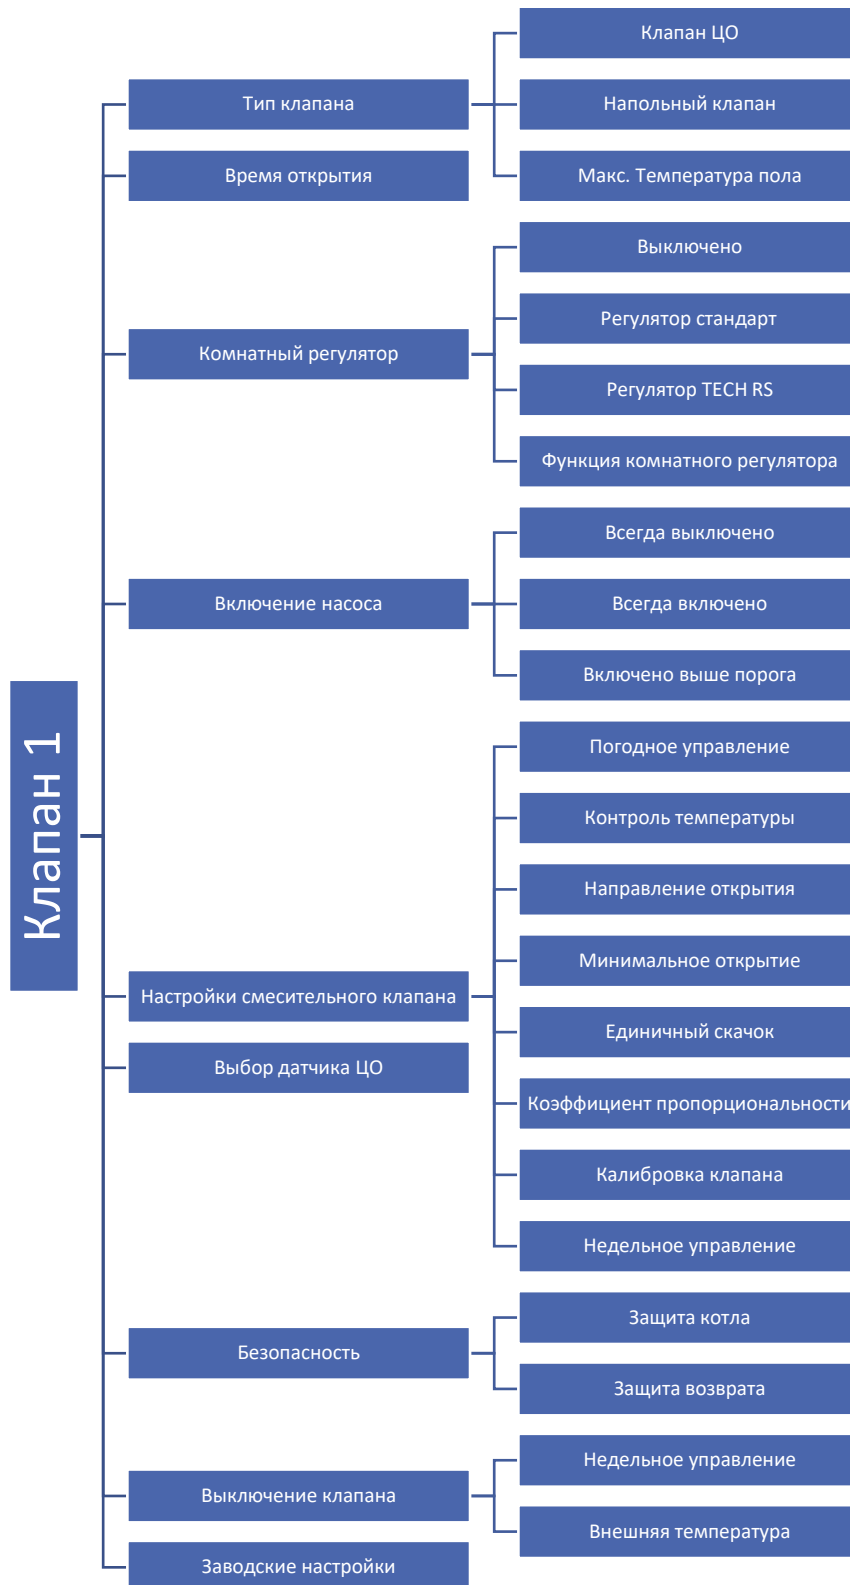 Клапан 1
Тип клапана
Клапан ЦО
Напольный клапан
Макс. Температура пола
Время открытия
Комнатный регулятор
Выключено
Регулятор стандарт
Регулятор TECH RS
Функция комнатного регулятора
Включение насоса
Всегда выключено
Всегда включено
Включено выше порога
Настройки смесительного клапана
Погодное управление
Контроль температуры
Направление открытия
Минимальное открытие
Единичный скачок
Коэффициент пропорциональности
Калибровка клапана
Недельное управление
Выбор датчика ЦО
Безопасность
Защита котла
Защита возврата
Выключение клапана
Недельное управление
Внешняя температура
Заводские настройки